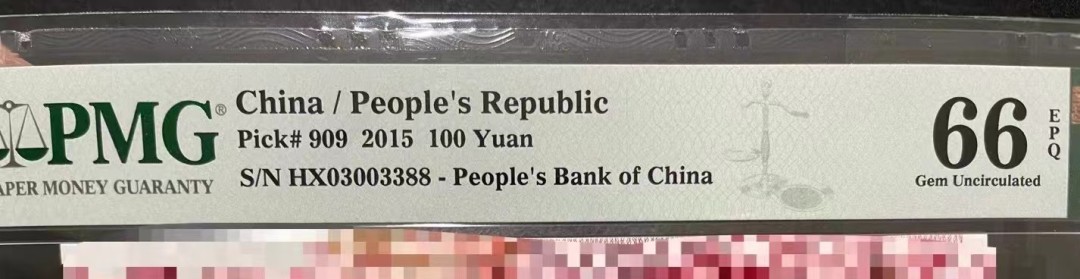 PMG®
APER MONEY GUARANTY
China / People's Republic
Pick# 909 2015 100 Yuan
S/N HX03003388 - People's Bank of China
66
EPQ
Gem Uncirculated